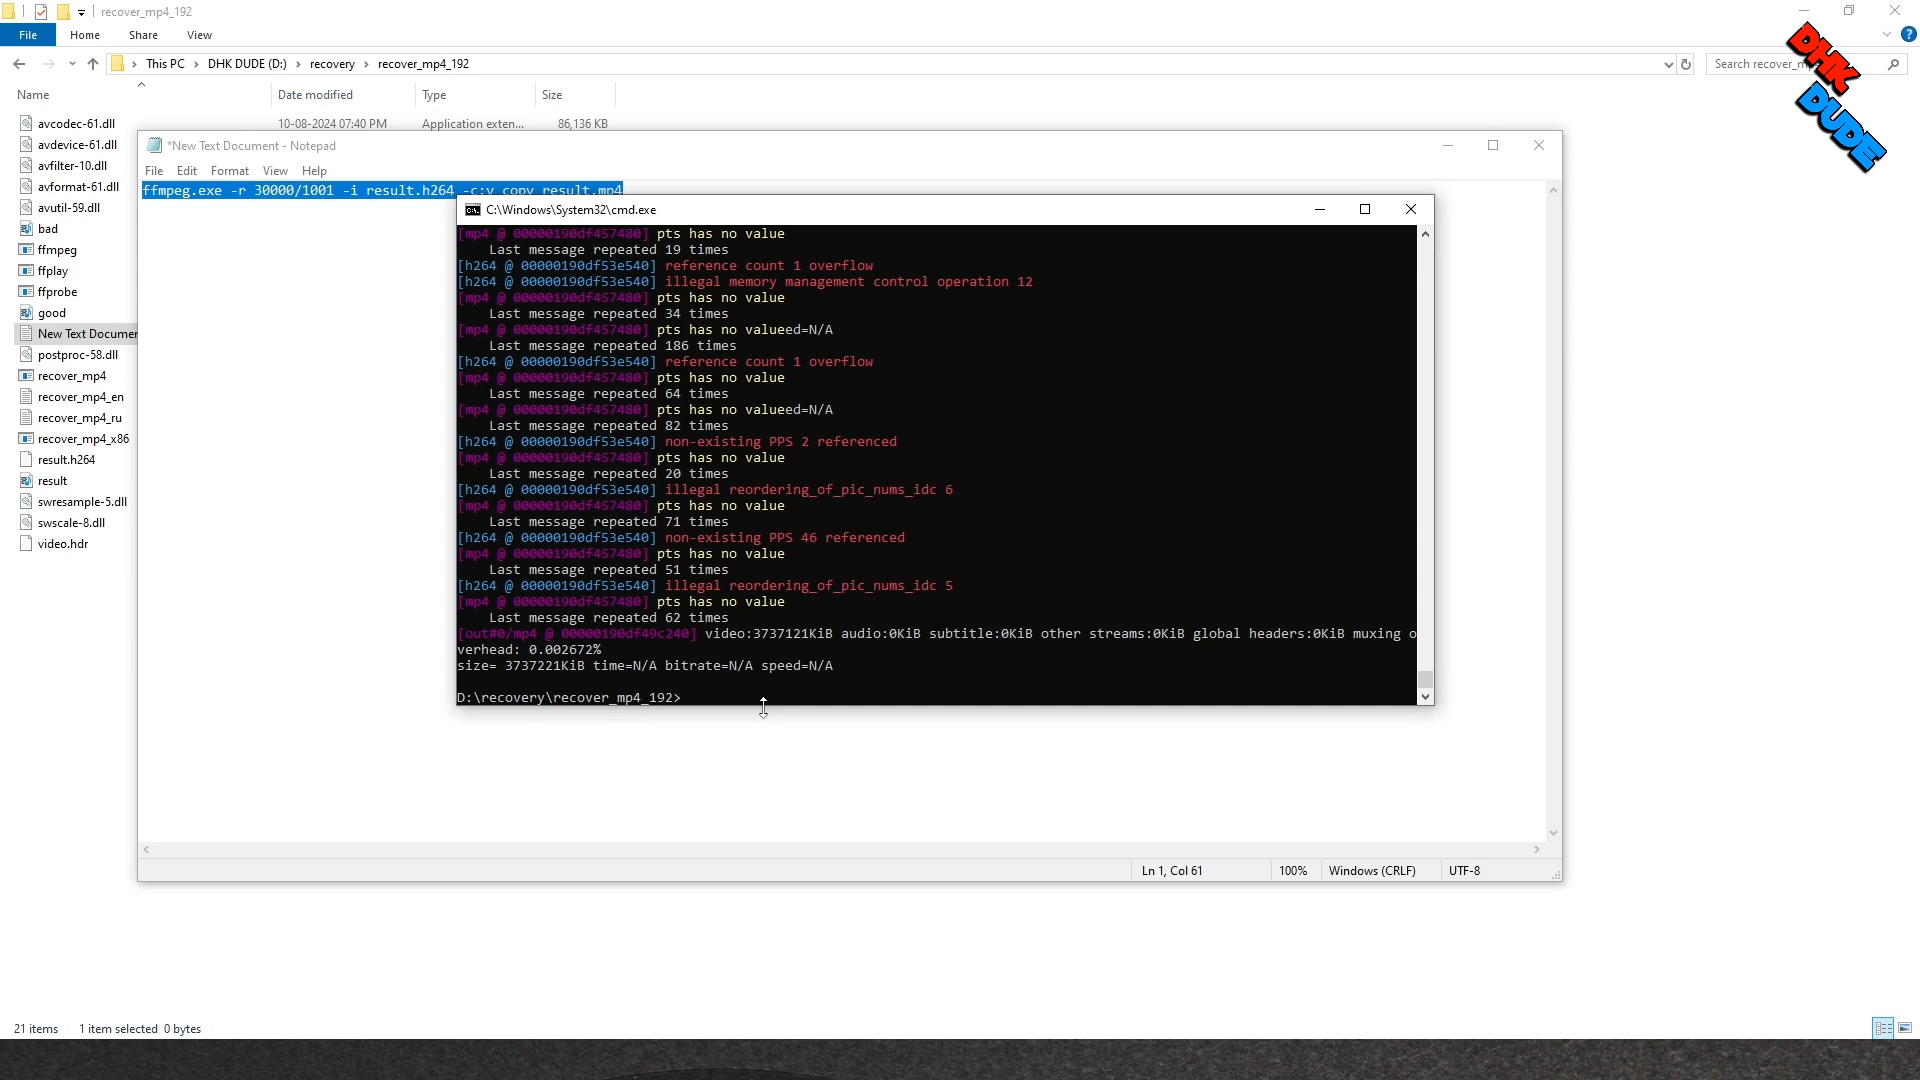 recover_mp4_192
File Home Share View
This PC › DHK DUDE (D:) › recovery › recover_mp4_192
Search recover_mp
DHK
DUDE
Name Date modified Type Size
avcodec-61.dll 10-08-2024 07:40 PM Application exten... 86,136 KB
avdevice-61.dll
avfilter-10.dll
avformat-61.dll
avutil-59.dll
bad
ffmpeg
ffplay
ffprobe
good
New Text Documen
postproc-58.dll
recover_mp4
recover_mp4_en
recover_mp4_ru
recover_mp4_x86
result.h264
result
swresample-5.dll
swscale-8.dll
video.hdr
*New Text Document - Notepad
File Edit Format View Help
ffmpeg.exe -r 30000/1001 -i result.h264 -c:v copy result.mp4
C:\Windows\System32\cmd.exe
[mp4 @ 00000190df457480] pts has no value
Last message repeated 19 times
[h264 @ 00000190df53e540] reference count 1 overflow
[h264 @ 00000190df53e540] illegal memory management control operation 12
[mp4 @ 00000190df457480] pts has no value
Last message repeated 34 times
[mp4 @ 00000190df457480] pts has no valueed=N/A
Last message repeated 186 times
[h264 @ 00000190df53e540] reference count 1 overflow
[mp4 @ 00000190df457480] pts has no value
Last message repeated 64 times
[mp4 @ 00000190df457480] pts has no valueed=N/A
Last message repeated 82 times
[h264 @ 00000190df53e540] non-existing PPS 2 referenced
[mp4 @ 00000190df457480] pts has no value
Last message repeated 20 times
[h264 @ 00000190df53e540] illegal reordering_of_pic_nums_idc 6
[mp4 @ 00000190df457480] pts has no value
Last message repeated 71 times
[h264 @ 00000190df53e540] non-existing PPS 46 referenced
[mp4 @ 00000190df457480] pts has no value
Last message repeated 51 times
[h264 @ 00000190df53e540] illegal reordering_of_pic_nums_idc 5
[mp4 @ 00000190df457480] pts has no value
Last message repeated 62 times
[out#0/mp4 @ 00000190df49c240] video:3737121KiB audio:0KiB subtitle:0KiB other streams:0KiB global headers:0KiB muxing o
verhead: 0.002672%
size= 3737221KiB time=N/A bitrate=N/A speed=N/A
D:\recovery\recover_mp4_192>
Ln 1, Col 61 100% Windows (CRLF) UTF-8
21 items 1 item selected 0 bytes